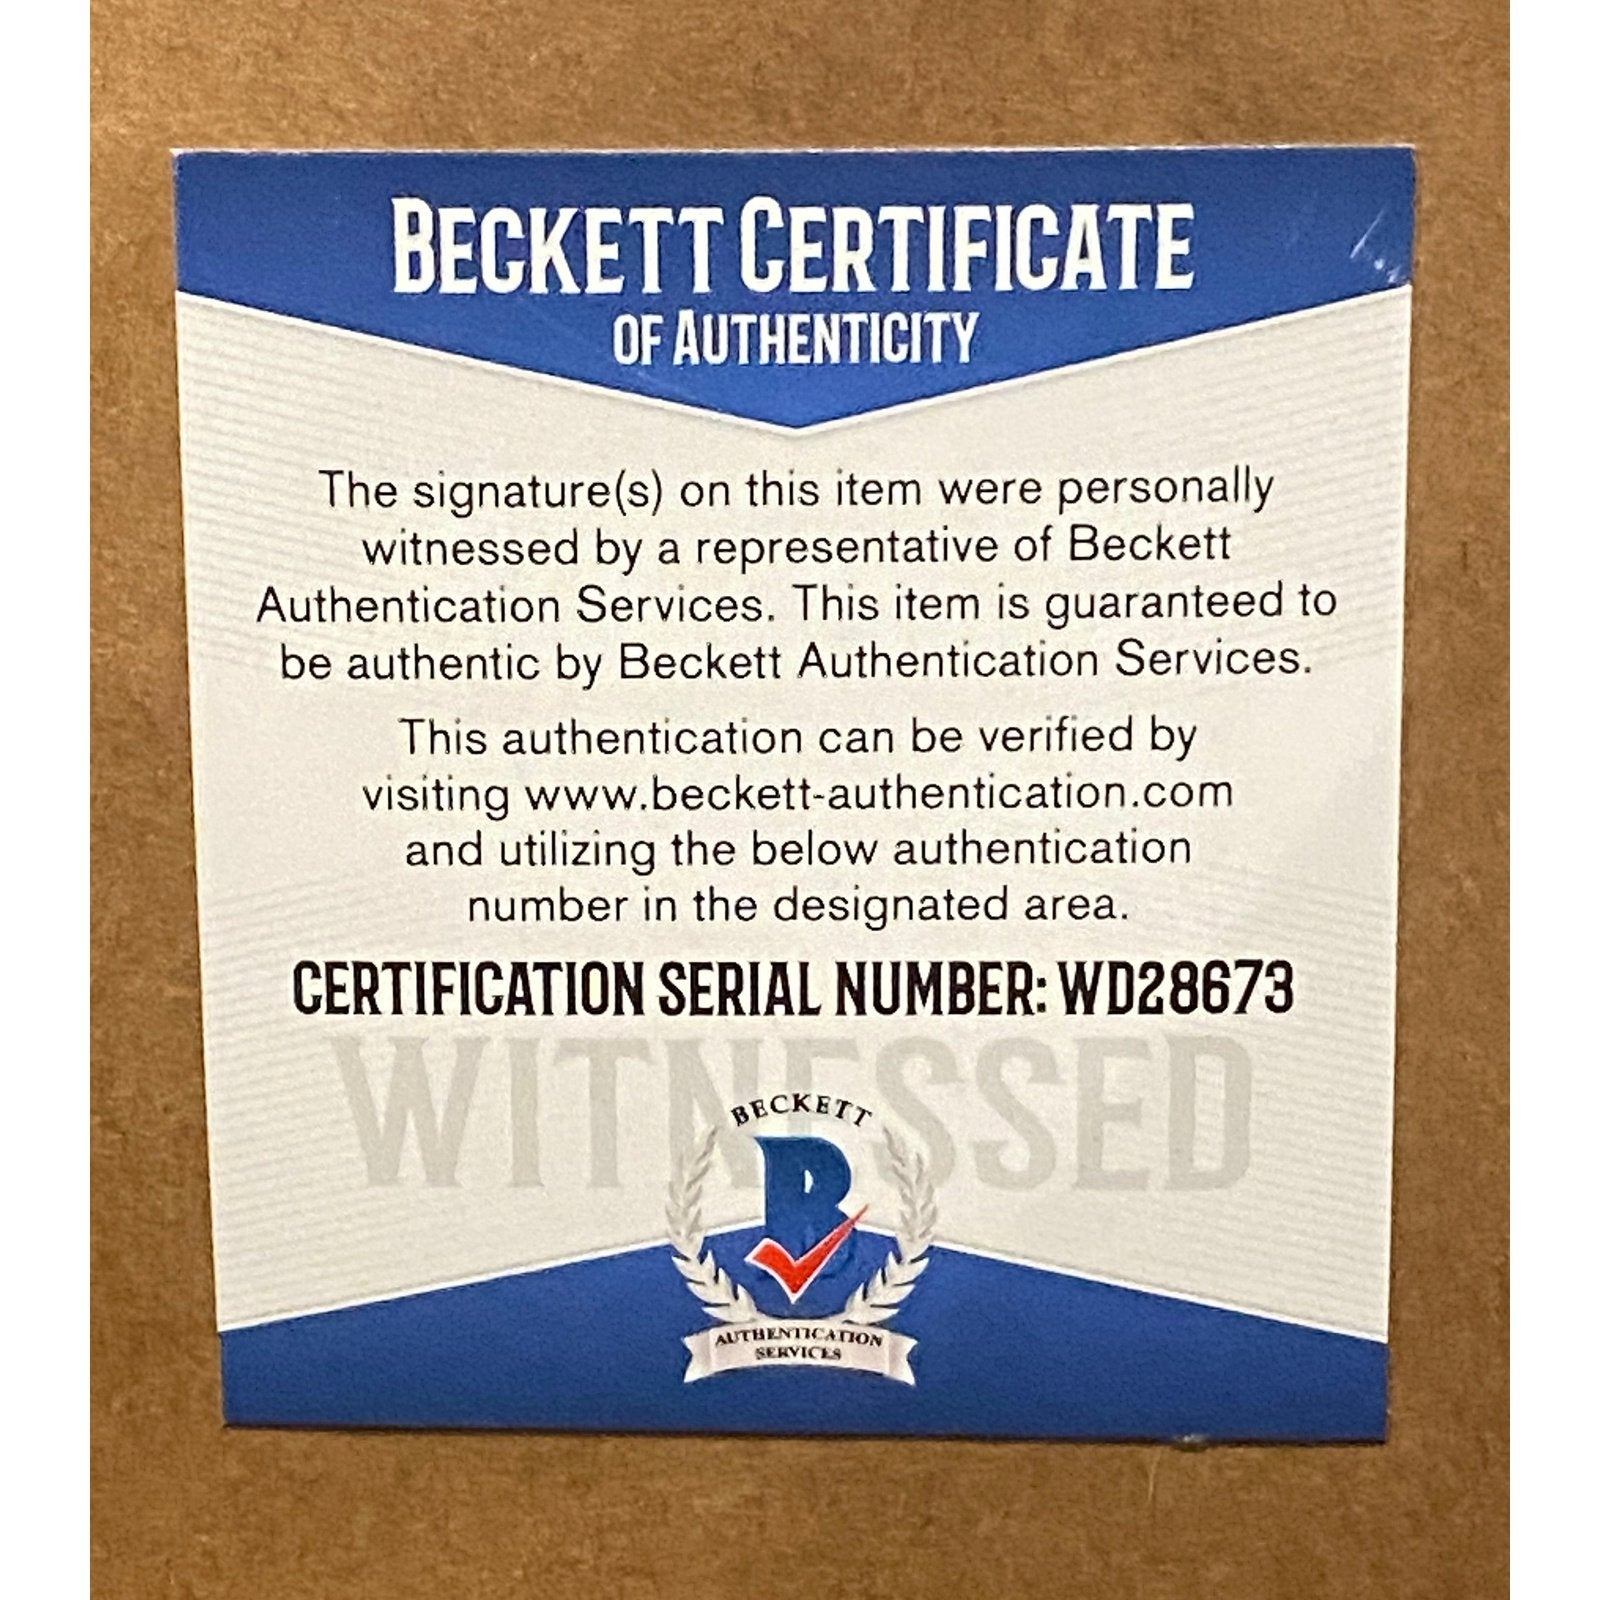 BECKETT CERTIFICATE
OF AUTHENTICITY
The signature(s) on this item were personally
witnessed by a representative of Beckett
Authentication Services. This item is guaranteed to
be authentic by Beckett Authentication Services.
This authentication can be verified by
visiting www.beckett-authentication.com
and utilizing the below authentication
number in the designated area.
CERTIFICATION SERIAL NUMBER: WD28673
WITNESSED
BECKETT
B
AUTHENTICATION
SERVICES